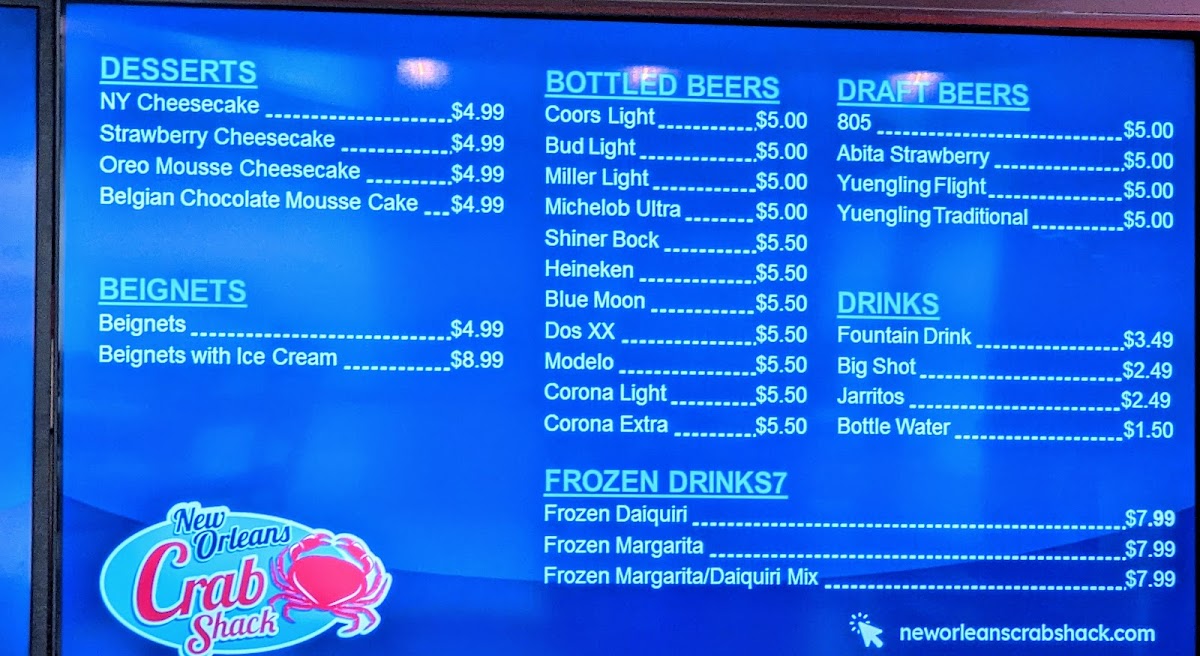 DESSERTS
NY Cheesecake $4.99
Strawberry Cheesecake $4.99
Oreo Mousse Cheesecake $4.99
Belgian Chocolate Mousse Cake $4.99
BEIGNETS
Beignets $4.99
Beignets with Ice Cream $8.99
New
Orleans
Crab
Shack
BOTTLED BEERS
Coors Light $5.00
Bud Light $5.00
Miller Light $5.00
Michelob Ultra $5.00
Shiner Bock $5.50
Heineken $5.50
Blue Moon $5.50
Dos XX $5.50
Modelo $5.50
Corona Light $5.50
Corona Extra $5.50
DRAFT BEERS
805 $5.00
Abita Strawberry $5.00
Yuengling Flight $5.00
Yuengling Traditional $5.00
DRINKS
Fountain Drink $3.49
Big Shot $2.49
Jarritos $2.49
Bottle Water $1.50
FROZEN DRINKS7
Frozen Daiquiri $7.99
Frozen Margarita $7.99
Frozen Margarita/Daiquiri Mix $7.99
neworleanscrabshack.com